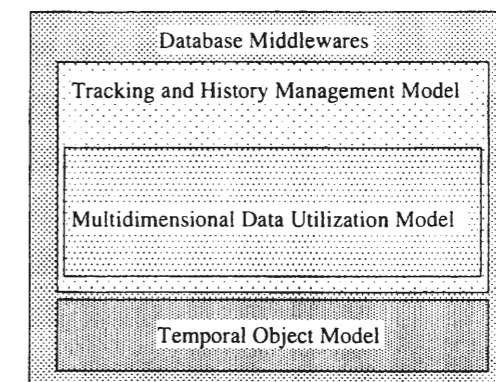 Database Middlewares
Tracking and History Management Model
Multidimensional Data Utilization Model
Temporal Object Model